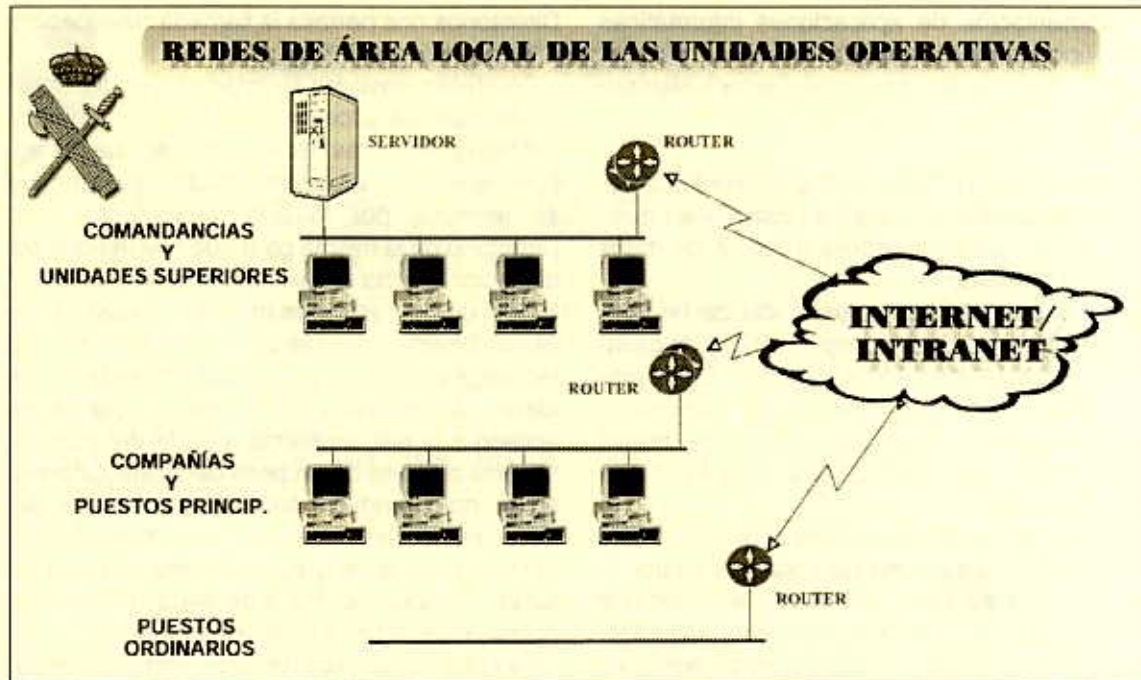 REDES DE ÁREA LOCAL DE LAS UNIDADES OPERATIVAS
SERVIDOR
ROUTER
COMANDANCIAS
Y
UNIDADES SUPERIORES
INTERNET/
INTRANET
ROUTER
COMPAÑÍAS
Y
PUESTOS PRINCIP.
ROUTER
PUESTOS
ORDINARIOS